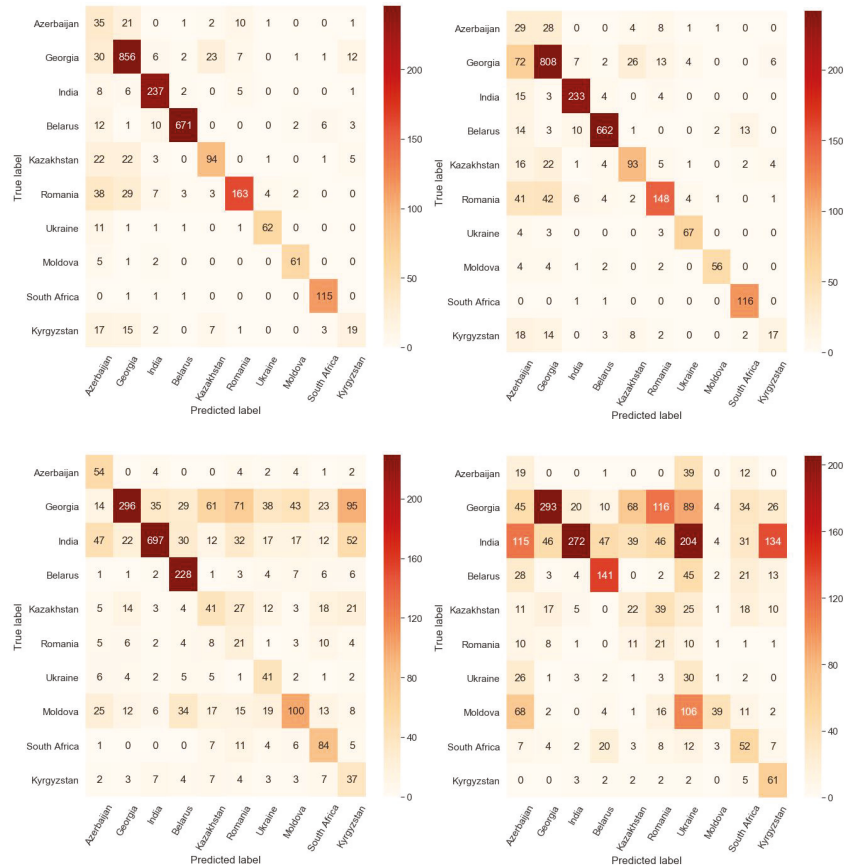 Azerbaijan 35 21 0 1 2 10 1 0 0 1
Georgia 30 856 6 2 23 7 0 1 1 12
India 8 6 237 2 0 5 0 0 0 1
Belarus 12 1 10 671 0 0 0 2 6 3
Kazakhstan 22 22 3 0 94 0 1 0 1 5
Romania 38 29 7 3 3 163 4 2 0 0
Ukraine 11 1 1 0 1 1 62 0 0 0
Moldova 5 1 2 0 0 0 0 61 0 0
South Africa 0 1 1 1 0 0 0 0 115 0
Kyrgyzstan 17 15 2 0 7 1 0 0 3 19
True label
Azerbaijan Georgia India Belarus Kazakhstan Romania Ukraine Moldova South Africa Kyrgyzstan
Predicted label
200
150
100
50
0
Azerbaijan 29 28 0 0 4 8 1 1 0 0
Georgia 72 808 7 2 26 13 4 0 0 6
India 15 3 233 4 0 4 0 0 0 0
Belarus 14 3 10 662 1 0 0 2 13 0
Kazakhstan 16 22 1 4 93 5 1 0 2 4
Romania 41 42 6 4 2 148 4 1 0 1
Ukraine 4 3 0 0 0 3 67 0 0 0
Moldova 4 4 1 2 0 2 0 56 0 0
South Africa 0 0 1 1 0 0 0 0 116 0
Kyrgyzstan 18 14 0 3 8 2 0 0 2 17
True label
Azerbaijan Georgia India Belarus Kazakhstan Romania Ukraine Moldova South Africa Kyrgyzstan
Predicted label
200
150
100
50
0
Azerbaijan 54 0 4 0 0 4 2 4 1 2
Georgia 14 296 35 29 61 71 38 43 23 95
India 47 22 697 30 12 32 17 17 12 52
Belarus 1 1 2 228 1 3 4 7 6 6
Kazakhstan 5 14 3 4 41 27 12 3 18 21
Romania 5 6 2 4 8 21 1 3 10 4
Ukraine 6 4 2 5 5 1 41 2 1 2
Moldova 25 12 6 34 17 15 19 100 13 8
South Africa 1 0 0 0 7 11 4 6 84 5
Kyrgyzstan 2 3 7 4 7 4 3 3 7 37
True label
Azerbaijan Georgia India Belarus Kazakhstan Romania Ukraine Moldova South Africa Kyrgyzstan
Predicted label
200
160
120
80
40
0
Azerbaijan 19 0 0 1 0 0 39 0 12 0
Georgia 45 293 20 10 68 116 89 4 34 26
India 115 46 272 47 39 46 204 14 31 134
Belarus 28 3 4 141 0 2 45 2 21 13
Kazakhstan 11 17 5 0 22 39 25 1 18 10
Romania 10 8 1 0 11 21 10 1 1 1
Ukraine 26 1 3 2 1 3 30 1 2 0
Moldova 68 2 0 4 1 16 106 39 11 2
South Africa 7 4 2 20 3 8 12 3 52 7
Kyrgyzstan 0 0 3 2 2 2 2 0 5 61
True label
Azerbaijan Georgia India Belarus Kazakhstan Romania Ukraine Moldova South Africa Kyrgyzstan
Predicted label
200
160
120
80
40
0